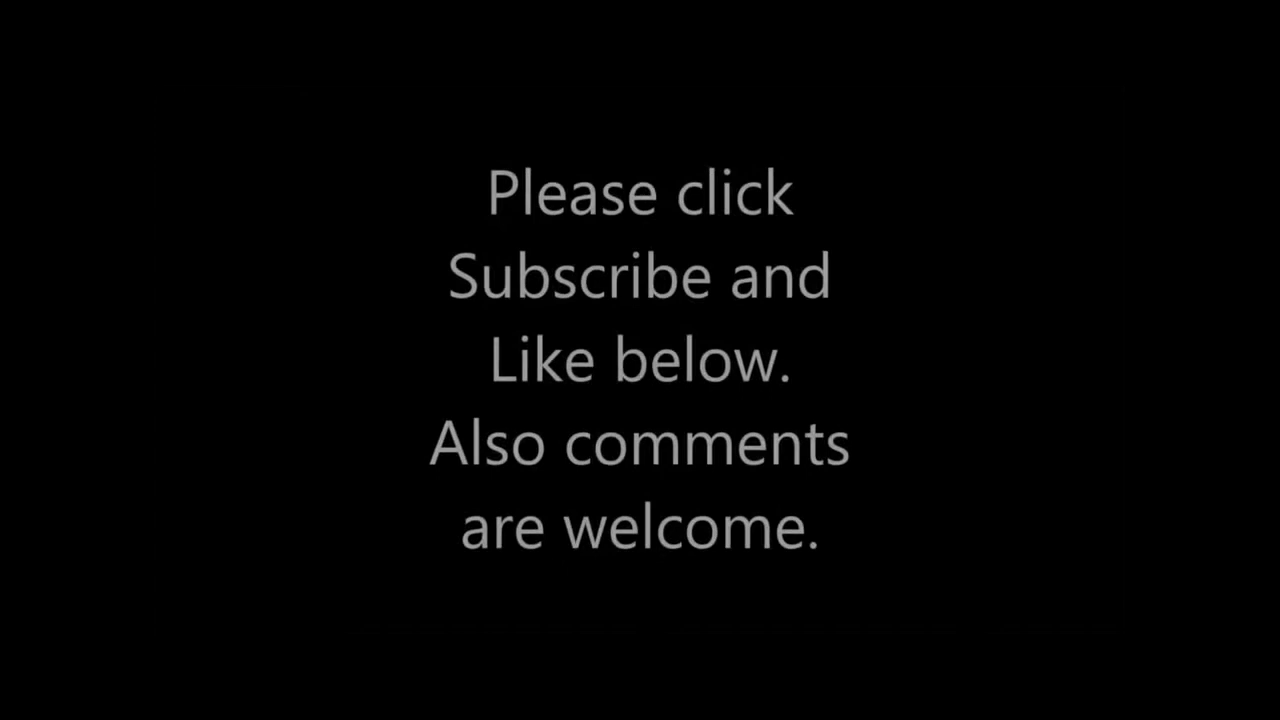 Please click
Subscribe and
Like below.
Also comments
are welcome.